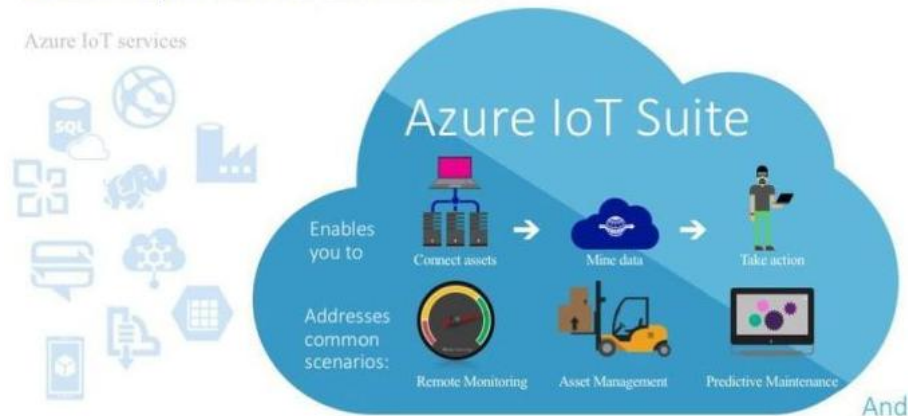 Azure IoT services
SQL
Azure IoT Suite
Enables
you to
Connect assets
Mine data
Take action
Addresses
common
scenarios:
Remote Monitoring
Asset Management
Predictive Maintenance
And